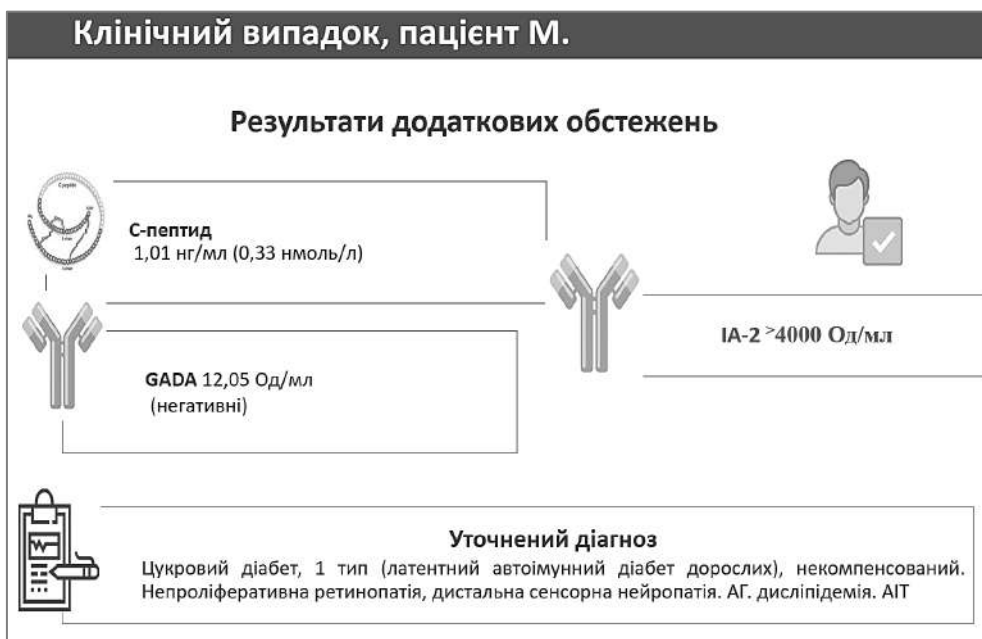 Клінічний випадок, пацієнт М.
Результати додаткових обстежень
С-пептид
1,01 нг/мл (0,33 нмоль/л)
IA-2 >4000 Од/мл
GADA 12,05 Од/мл
(негативні)
Уточнений діагноз
Цукровий діабет, 1 тип (латентний автоімунний діабет дорослих), некомпенсований.
Непроліферативна ретинопатія, дистальна сенсорна нейропатія. АГ. дисліпідемія. АІТ